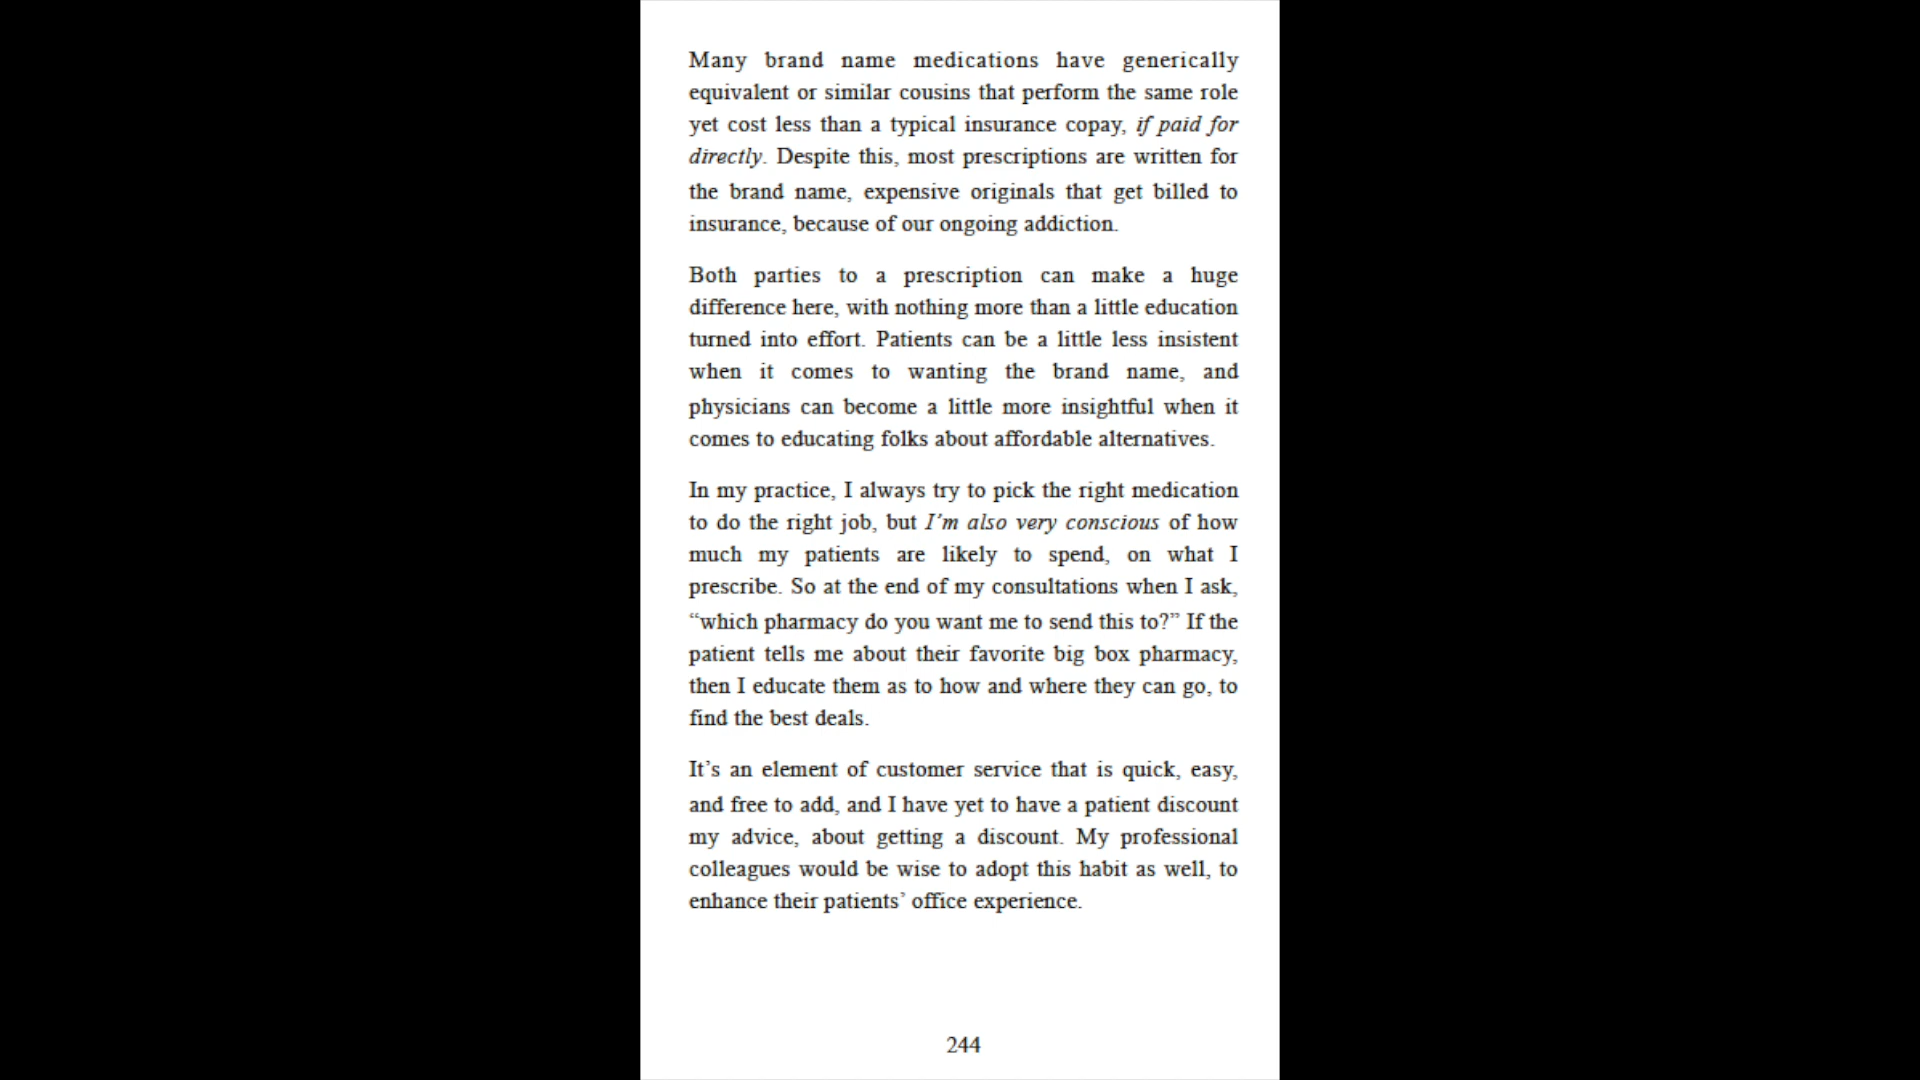 Many brand name medications have generically
equivalent or similar cousins that perform the same role
yet cost less than a typical insurance copay, if paid for
directly. Despite this, most prescriptions are written for
the brand name, expensive originals that get billed to
insurance, because of our ongoing addiction.
Both parties to a prescription can make a huge
difference here, with nothing more than a little education
turned into effort. Patients can be a little less insistent
when it comes to wanting the brand name, and
physicians can become a little more insightful when it
comes to educating folks about affordable alternatives.
In my practice, I always try to pick the right medication
to do the right job, but I’m also very conscious of how
much my patients are likely to spend, on what I
prescribe. So at the end of my consultations when I ask,
“which pharmacy do you want me to send this to?” If the
patient tells me about their favorite big box pharmacy,
then I educate them as to how and where they can go, to
find the best deals.
It’s an element of customer service that is quick, easy,
and free to add, and I have yet to have a patient discount
my advice, about getting a discount. My professional
colleagues would be wise to adopt this habit as well, to
enhance their patients’ office experience.
244